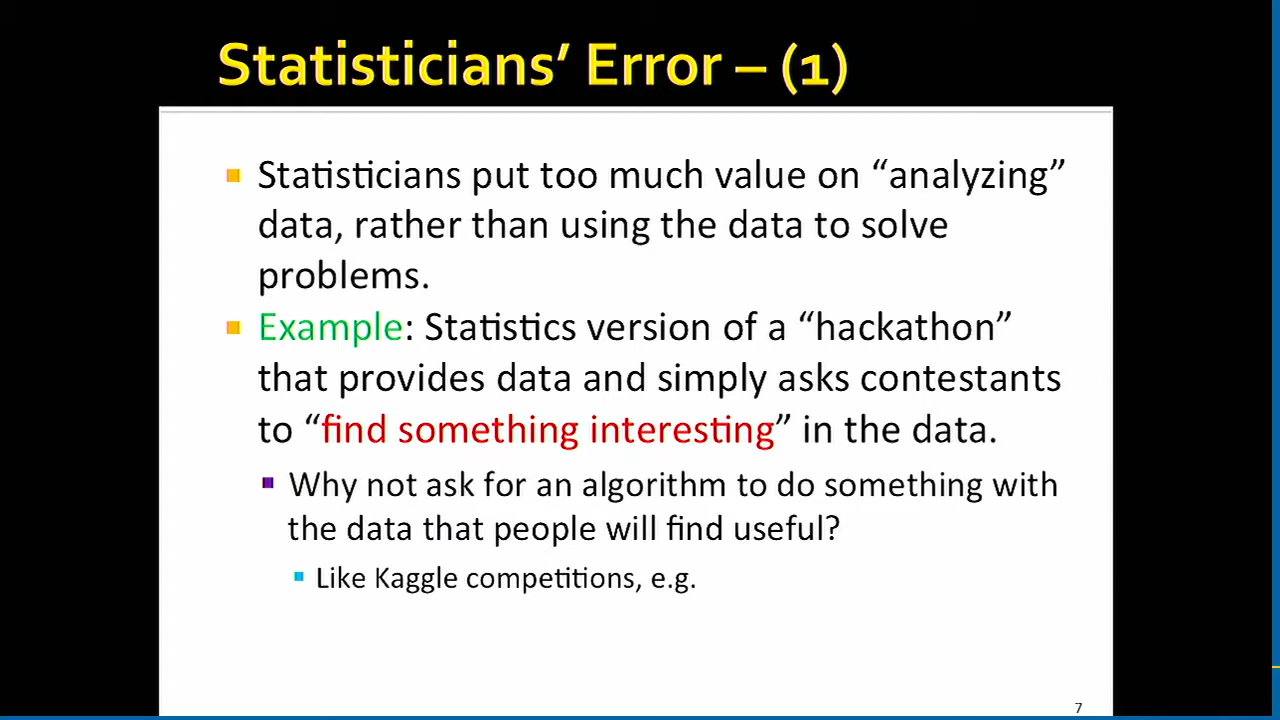 Statisticians’ Error – (1)
Statisticians put too much value on “analyzing”
data, rather than using the data to solve
problems.
Example: Statistics version of a “hackathon”
that provides data and simply asks contestants
to “find something interesting” in the data.
Why not ask for an algorithm to do something with
the data that people will find useful?
Like Kaggle competitions, e.g.
7